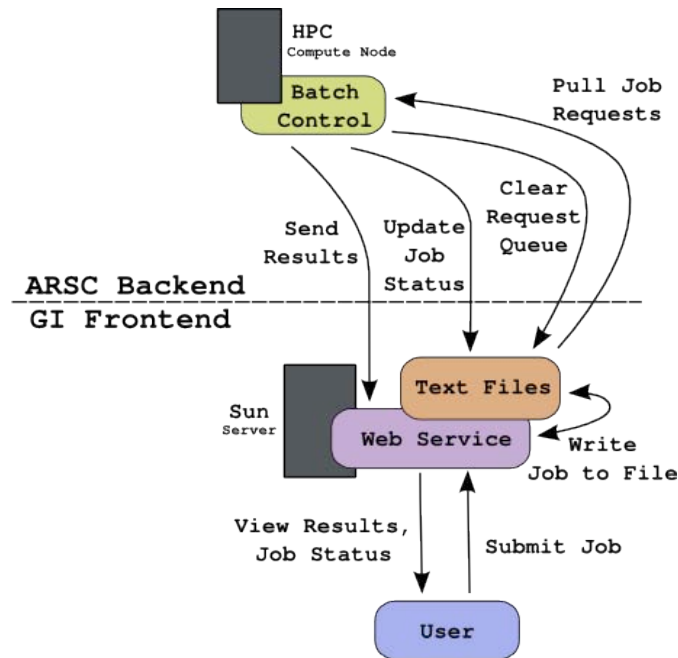 HPC
Compute Node
Batch
Control
Pull Job
Requests
Clear
Request
Queue
Update
Job
Status
Send
Results
ARSC Backend
GI Frontend
Text Files
Sun
Server
Web Service
Write
Job to File
View Results,
Job Status
Submit Job
User